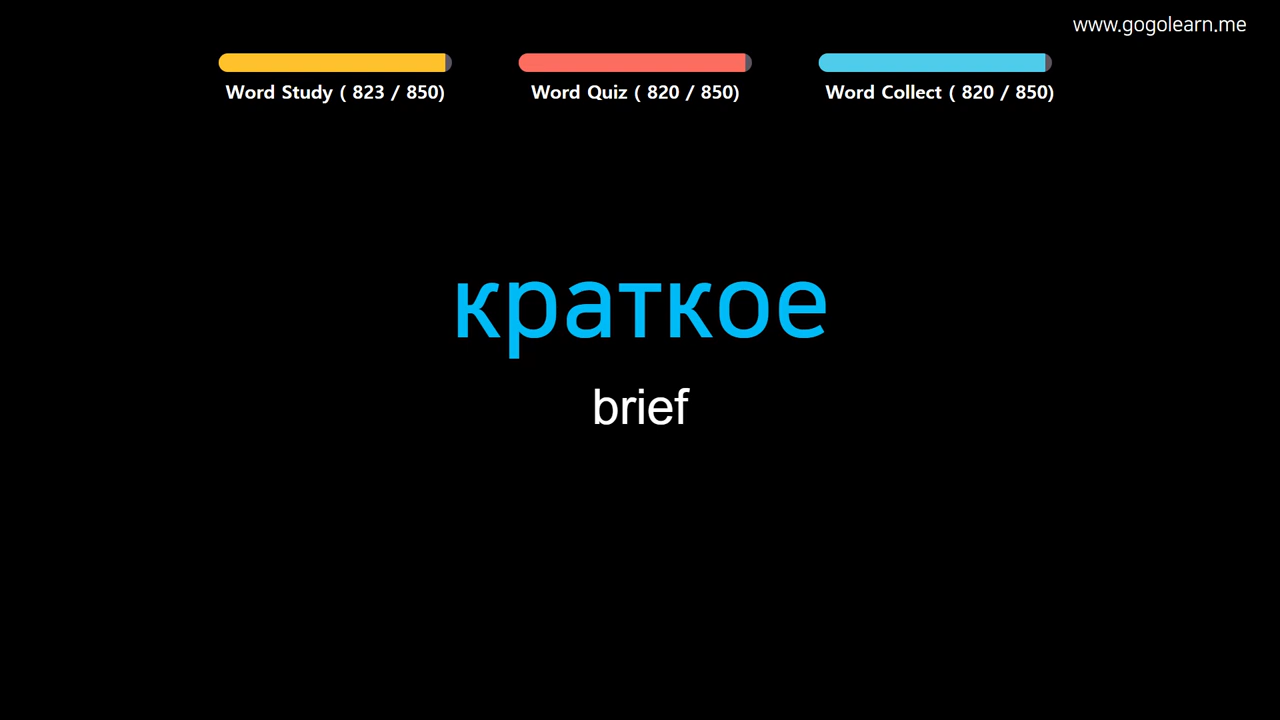 www.gogolearn.me
Word Study ( 823 / 850)
Word Quiz ( 820 / 850)
Word Collect ( 820 / 850)
краткое
brief